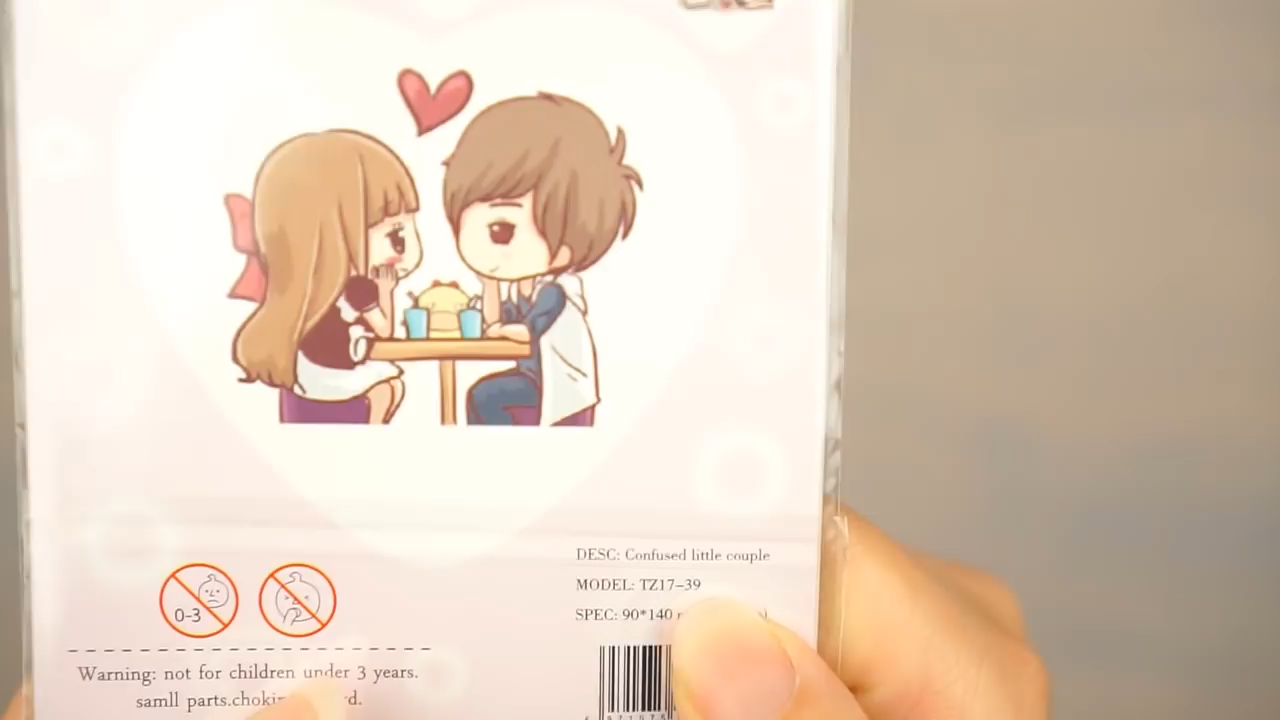 DESC: Confused little couple
MODEL: TZ17-39
SPEC: 90*140
0-3
Warning: not for children under 3 years.
samll parts.